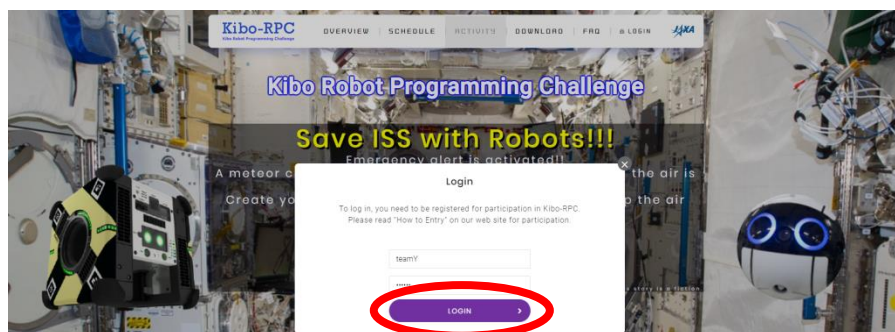 Kibo-RPC
Kibo Robot Programming Challenge
OVERVIEW | SCHEDULE | ACTIVITY | DOWNLOAD | FAQ | LOGIN
JAXA
Kibo Robot Programming Challenge
Save ISS with Robots!!!
Emergency alert is activated!!
A meteor c
the air is
Create yo
p the air
Login
To log in, you need to be registered for participation in Kibo-RPC.
Please read "How to Entry" on our web site for participation.
teamY
story is a fiction
LOGIN